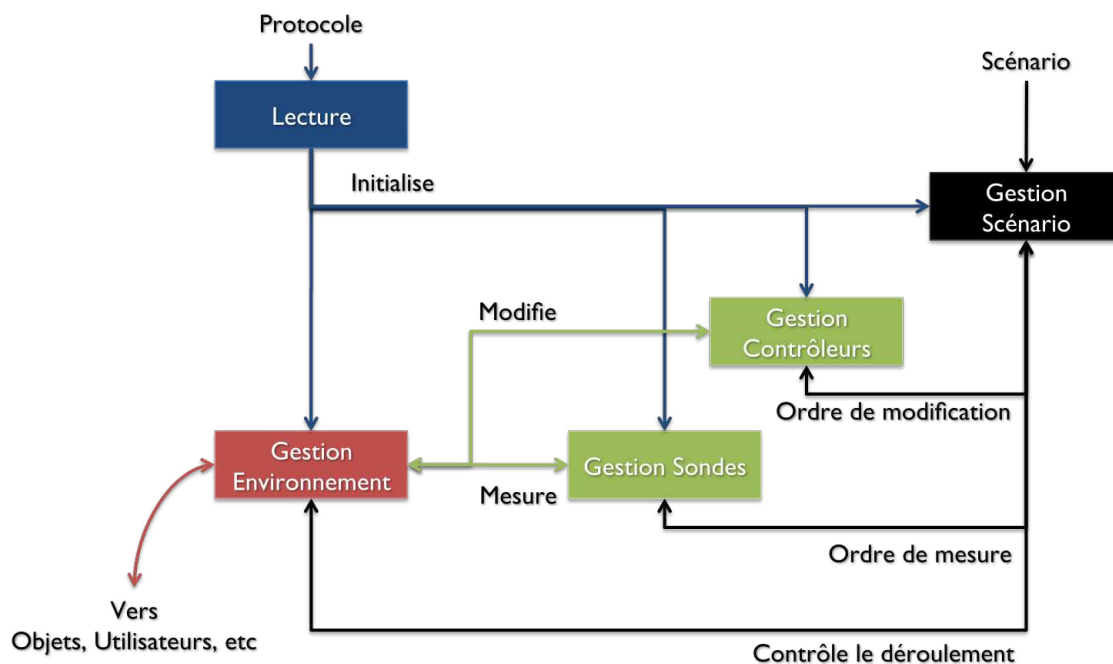 Protocole
Scénario
Lecture
Initialise
Gestion
Scénario
Modifie
Gestion
Contrôleurs
Ordre de modification
Gestion
Environnement
Gestion Sondes
Mesure
Ordre de mesure
Vers
Objets, Utilisateurs, etc
Contrôle le déroulement